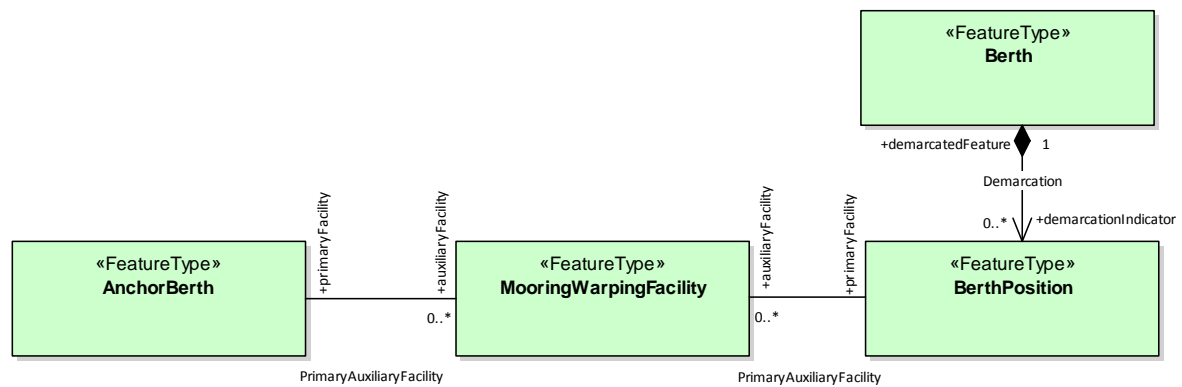 «FeatureType»
Berth
+demarcatedFeature
1
Demarcation
0..*
+demarcationIndicator
«FeatureType»
AnchorBerth
+primaryFacility
+auxiliaryFacility
0..*
PrimaryAuxiliaryFacility
«FeatureType»
MooringWarpingFacility
+auxiliaryFacility
0..*
+primaryFacility
PrimaryAuxiliaryFacility
«FeatureType»
BerthPosition